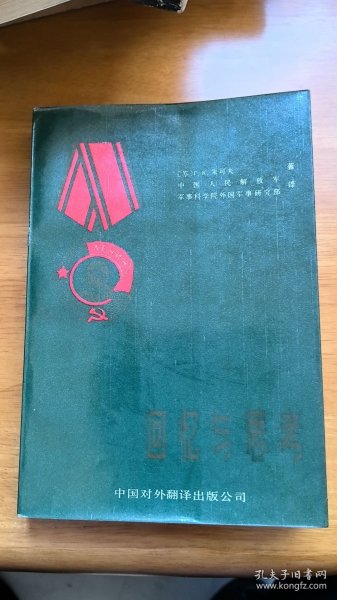 〔苏〕Г.К.朱可夫 著
中国人民解放军
军事科学院外国军事研究部 译
回忆与思考
中国对外翻译出版公司
孔夫子旧书网
www.kongfz.com